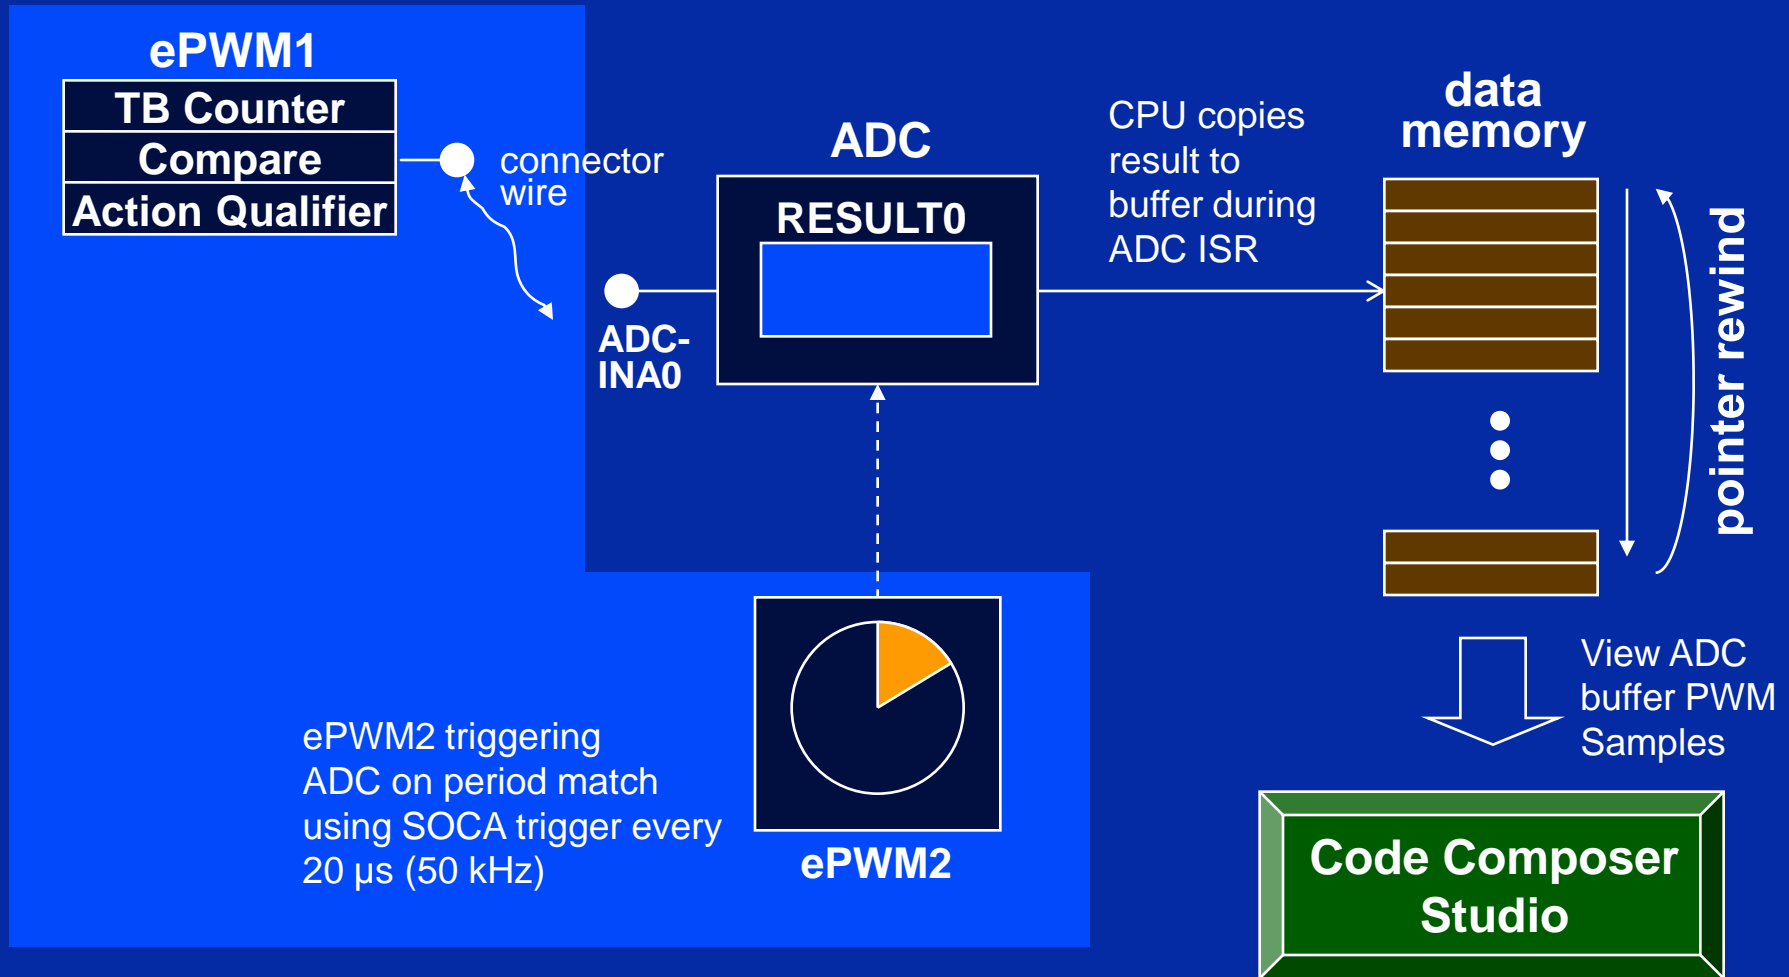 ePWM1
TB Counter
Compare
Action Qualifier
connector
wire
ADC
RESULT0
ADC-
INA0
CPU copies
result to
buffer during
ADC ISR
data
memory
pointer rewind
ePWM2 triggering
ADC on period match
using SOCA trigger every
20 µs (50 kHz)
ePWM2
View ADC
buffer PWM
Samples
Code Composer
Studio